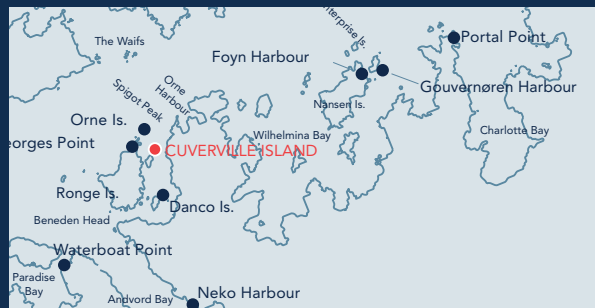 The Waifs
Enterprise Is.
Portal Point
Foyn Harbour
Gouvernøren Harbour
Nansen Is.
Orne
Harbour
Spigot Peak
Orne Is.
Wilhelmina Bay
Charlotte Bay
eorges Point
CUVERVILLE ISLAND
Ronge Is.
Danco Is.
Beneden Head
Waterboat Point
Paradise
Bay
Andvord Bay
Neko Harbour